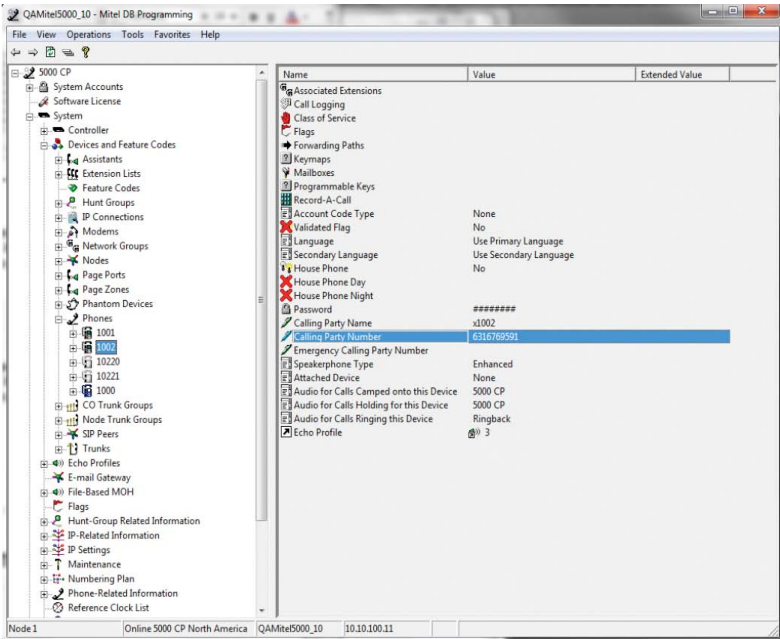 QAMitel5000_10 - Mitel DB Programming
File View Operations Tools Favorites Help
5000 CP
System Accounts
Software License
System
Controller
Devices and Feature Codes
Assistants
Extension Lists
Feature Codes
Hunt Groups
IP Connections
Modems
Network Groups
Nodes
Page Ports
Page Zones
Phantom Devices
Phones
1001
1002
10220
10221
1000
CO Trunk Groups
Node Trunk Groups
SIP Peers
Trunks
Echo Profiles
E-mail Gateway
File-Based MOH
Flags
Hunt-Group Related Information
IP-Related Information
IP Settings
Maintenance
Numbering Plan
Phone-Related Information
Reference Clock List
Name Value Extended Value
Associated Extensions
Call Logging
Class of Service
Flags
Forwarding Paths
Keymaps
Mailboxes
Programmable Keys
Record-A-Call
Account Code Type None
Validated Flag No
Language Use Primary Language
Secondary Language Use Secondary Language
House Phone No
House Phone Day
House Phone Night
Password ########
Calling Party Name x1002
Calling Party Number 6316769591
Emergency Calling Party Number
Speakerphone Type Enhanced
Attached Device None
Audio for Calls Camped onto this Device 5000 CP
Audio for Calls Holding for this Device 5000 CP
Audio for Calls Ringing this Device Ringback
Echo Profile 3
Node 1 Online 5000 CP North America QAMitel5000_10 10.10.100.11